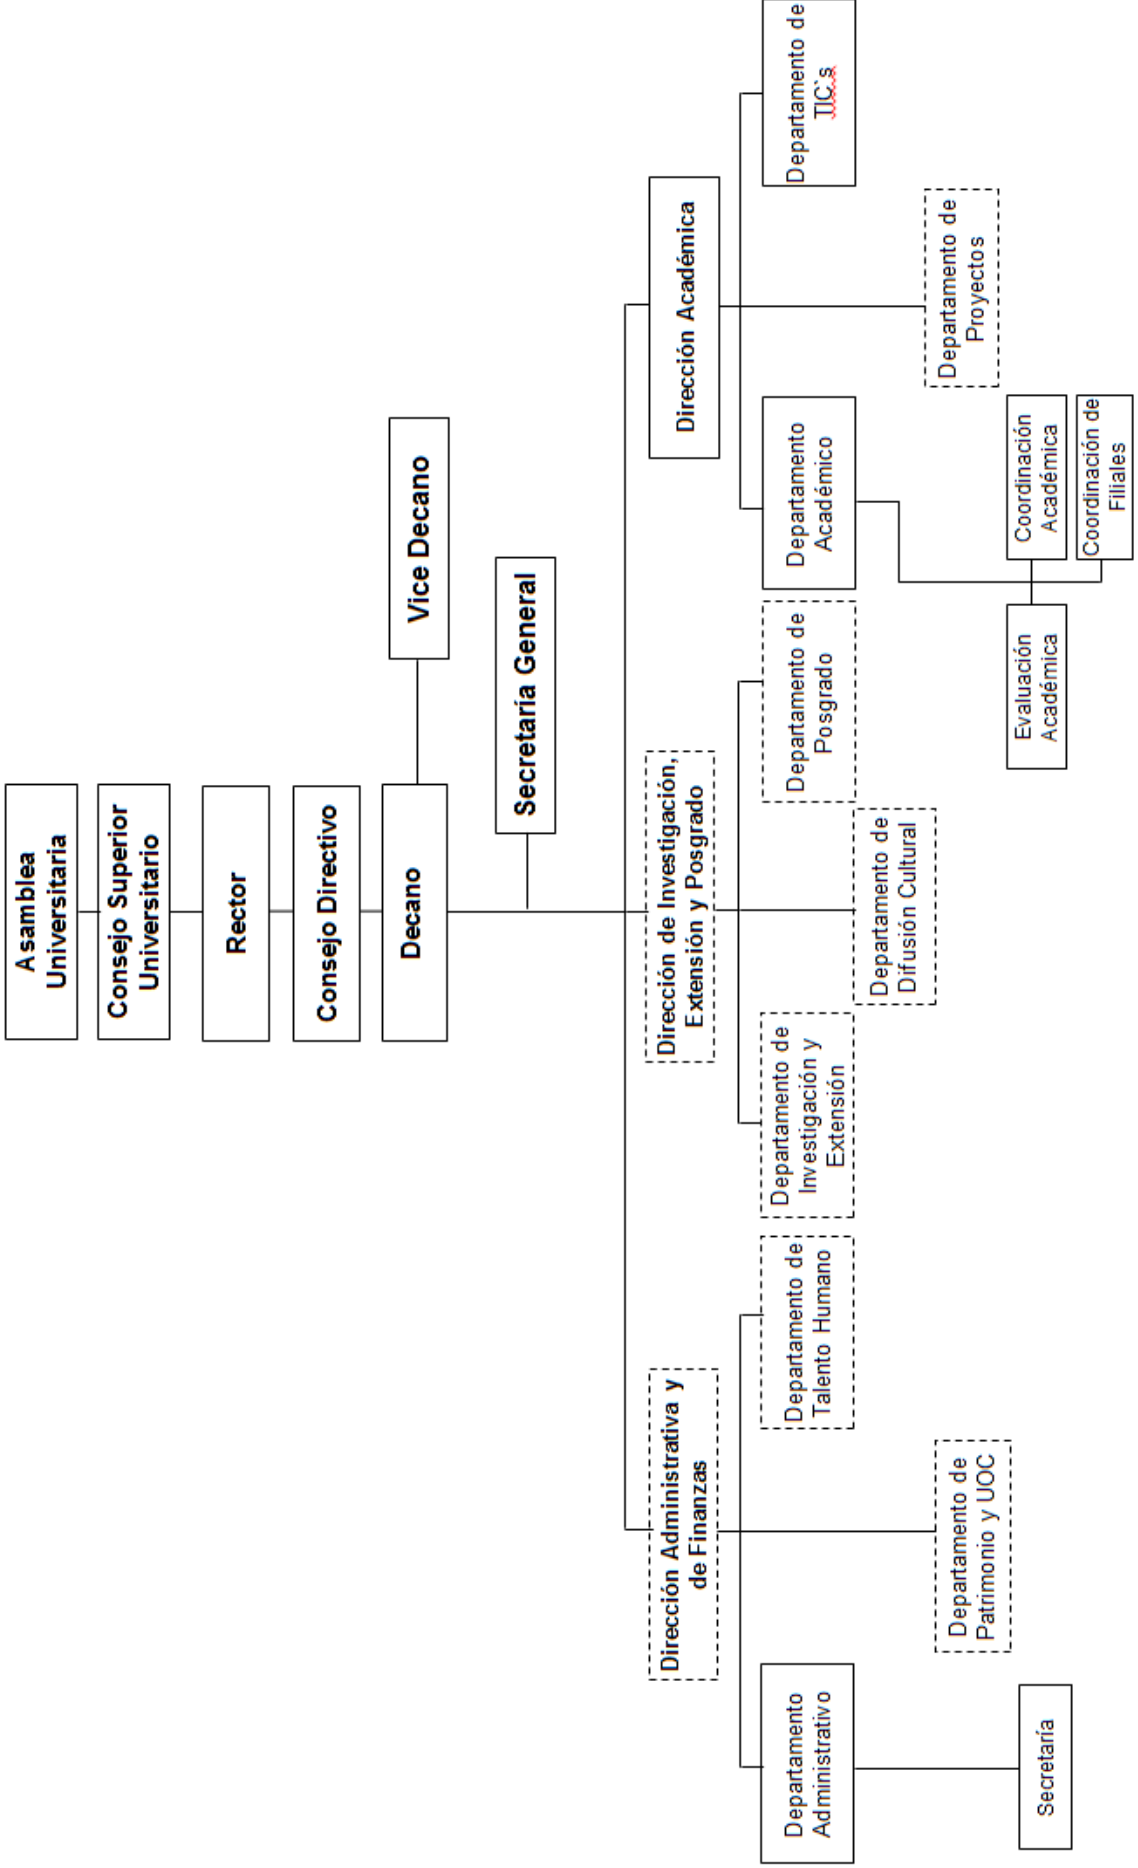 Asamblea
Universitaria
Consejo Superior
Universitario
Rector
Consejo Directivo
Decano
Vice Decano
Secretaría General
Dirección Administrativa y
de Finanzas
Dirección de Investigación,
Extensión y Posgrado
Dirección Académica
Departamento
Administrativo
Departamento de
Patrimonio y UOC
Departamento de
Talento Humano
Departamento de
Investigación y
Extensión
Departamento de
Difusión Cultural
Departamento de
Posgrado
Departamento
Académico
Departamento de
Proyectos
Departamento de
TIC`s
Secretaría
Evaluación
Académica
Coordinación
Académica
Coordinación de
Filiales